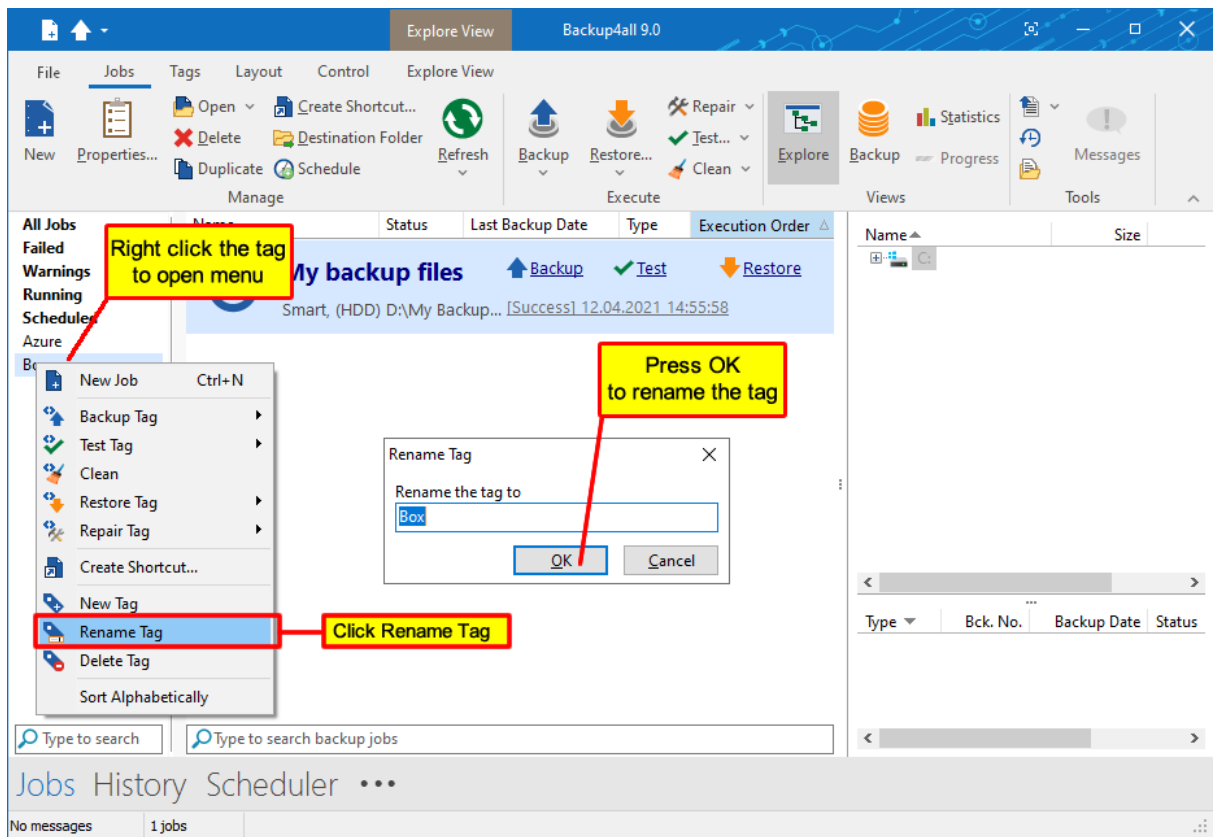 Explore View
Backup4all 9.0
File Jobs Tags Layout Control Explore View
New
Properties...
Open
Delete
Duplicate
Create Shortcut...
Destination Folder
Schedule
Refresh
Manage
Backup
Restore...
Repair
Test...
Clean
Execute
Explore
Backup
Statistics
Progress
Views
Messages
Tools
All Jobs
Failed
Warnings
Running
Scheduled
Azure
Right click the tag
to open menu
Status Last Backup Date Type Execution Order
My backup files
Backup Test Restore
Smart, (HDD) D:\My Backup... [Success] 12.04.2021 14:55:58
Name Size
C:
New Job Ctrl+N
Backup Tag
Test Tag
Clean
Restore Tag
Repair Tag
Create Shortcut...
New Tag
Rename Tag
Delete Tag
Sort Alphabetically
Click Rename Tag
Press OK
to rename the tag
Rename Tag
Rename the tag to
Box
OK Cancel
Type Bck. No. Backup Date Status
Type to search
Type to search backup jobs
Jobs History Scheduler •••
No messages 1 jobs